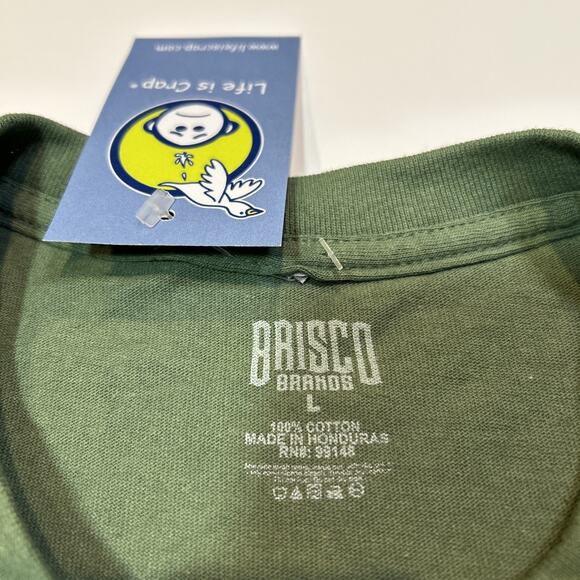 www.lifeiscrap.com
Life is Crap®
BRISCO
BRANDS
L
100% COTTON
MADE IN HONDURAS
RN#: 99148